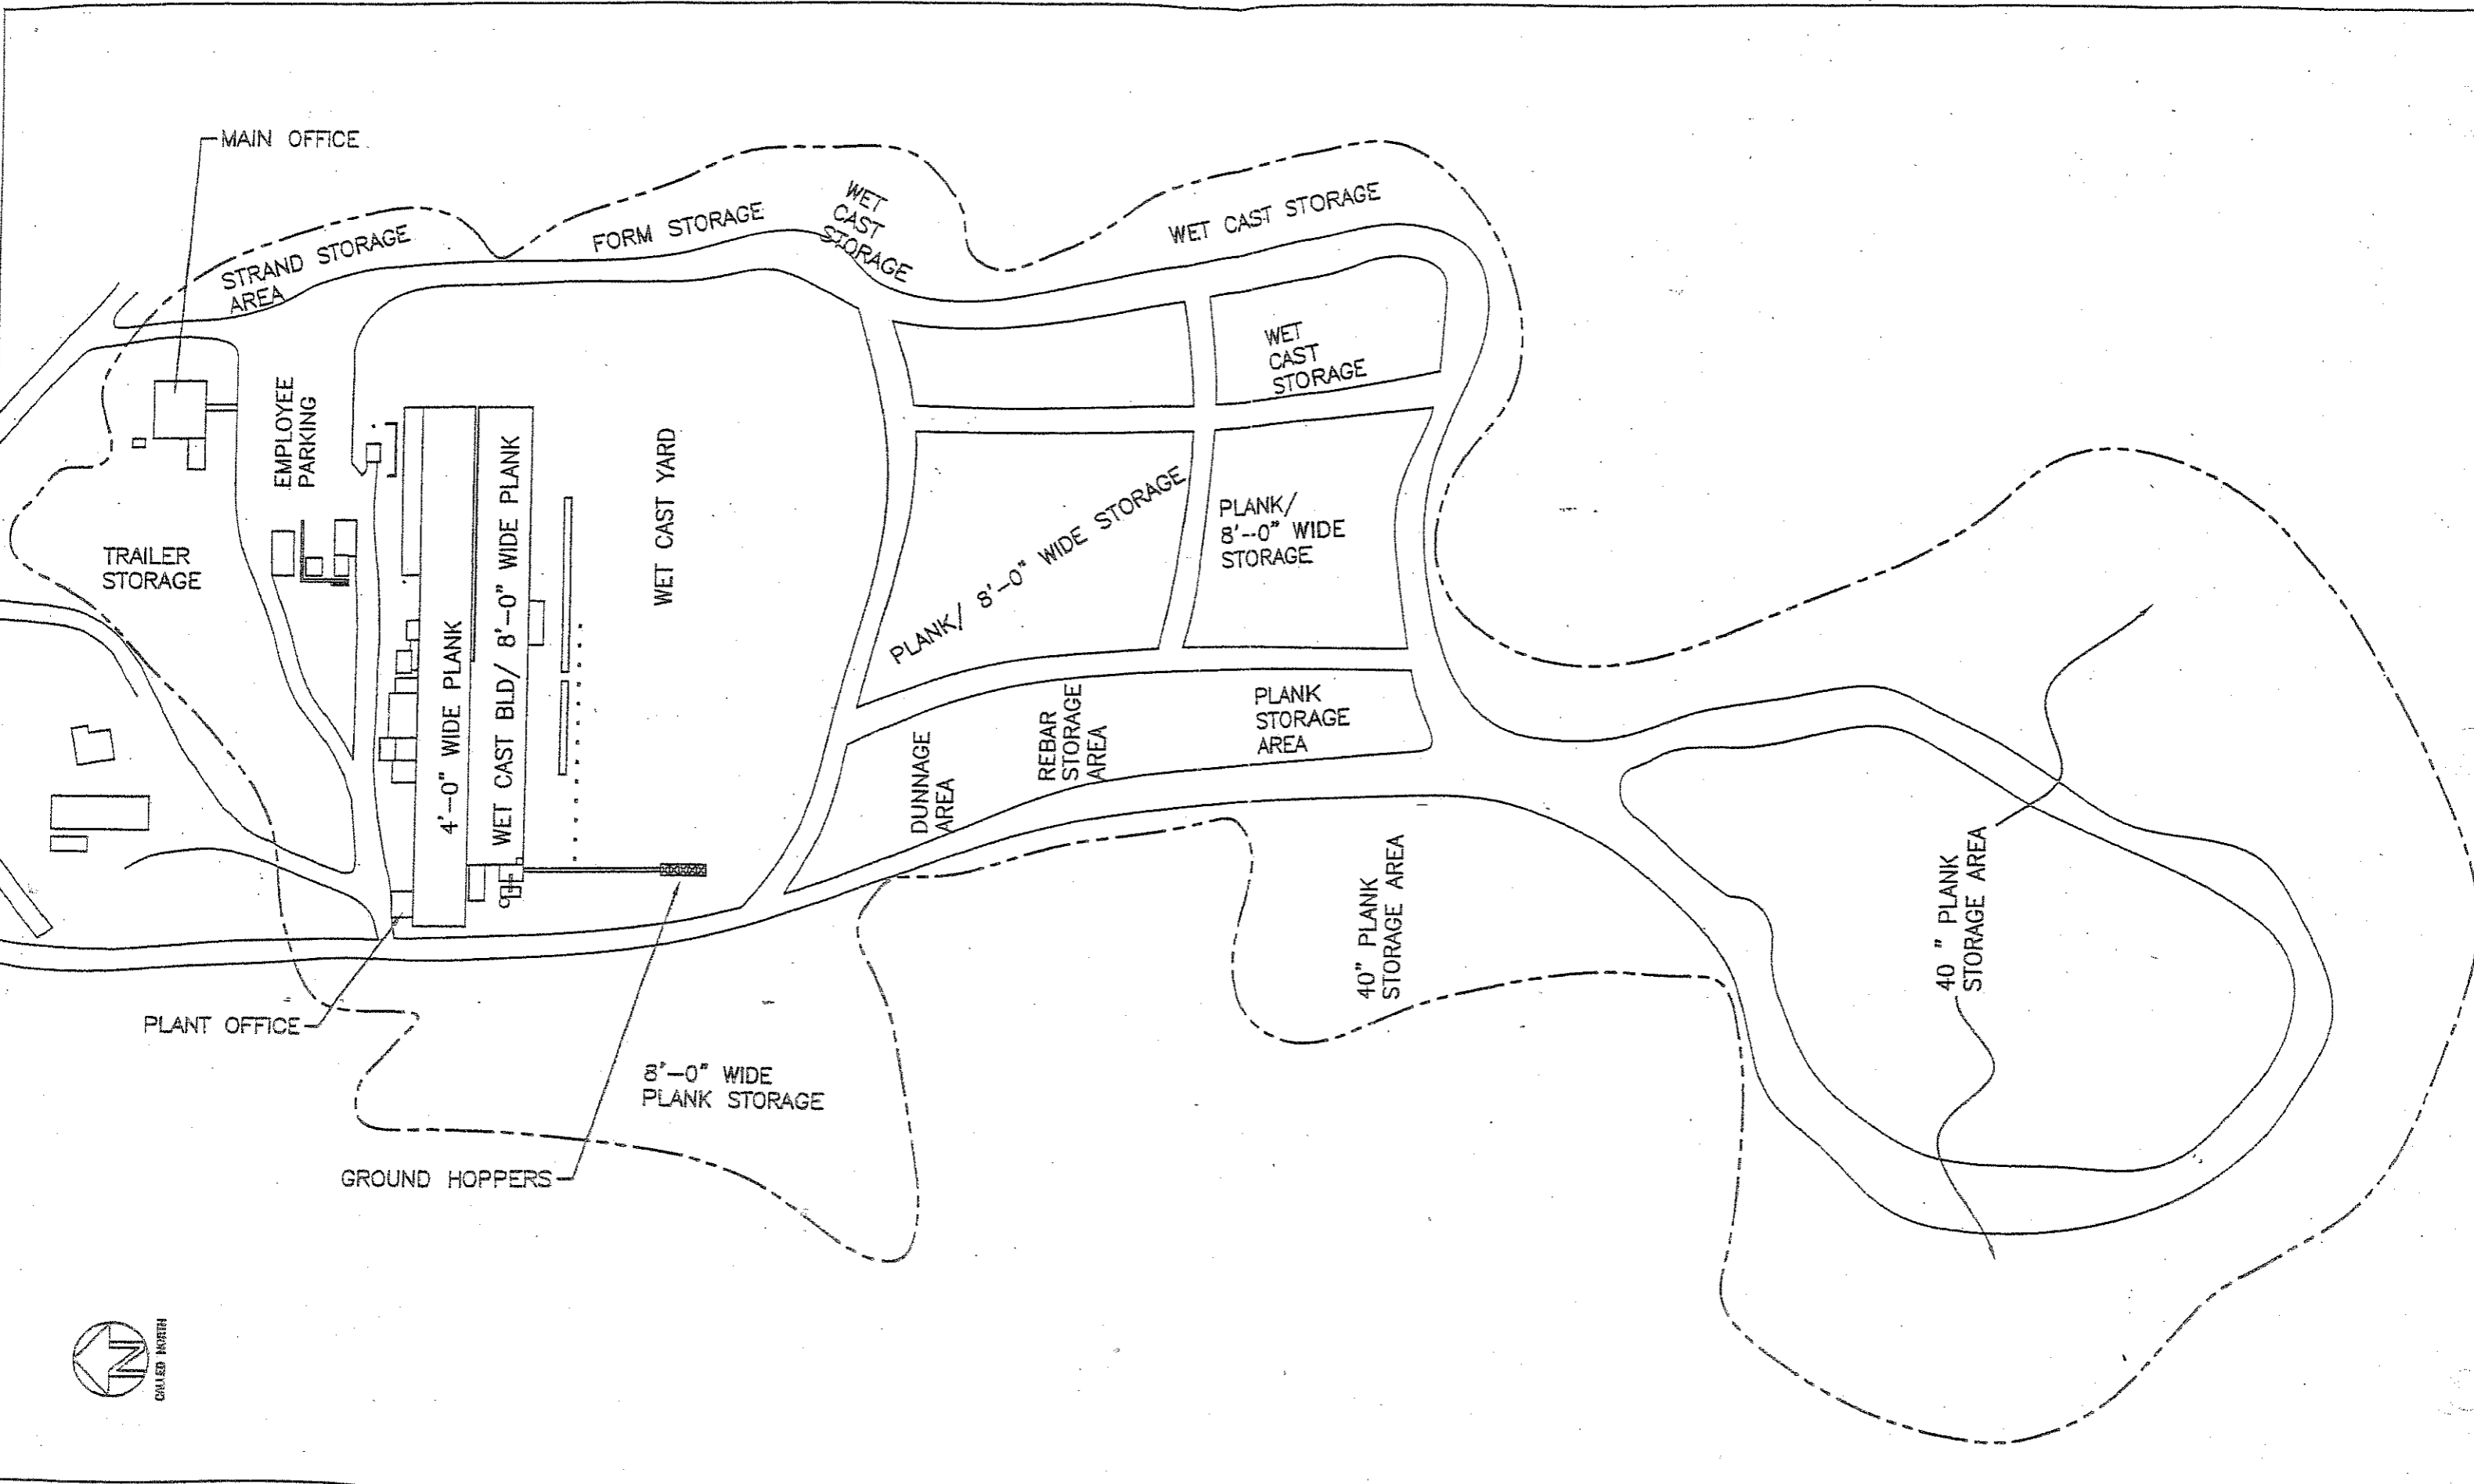 MAIN OFFICE
STRAND STORAGE
AREA
FORM STORAGE
WET
CAST
STORAGE
STORAGE
WET CAST STORAGE
EMPLOYEE
PARKING
WET
CAST
STORAGE
TRAILER
STORAGE
4'-0" WIDE PLANK
WET CAST BLD/ 8'-0" WIDE PLANK
WET CAST YARD
PLANK/ 8'-0" WIDE STORAGE
PLANK/
8'-0" WIDE
STORAGE
DUNNAGE
AREA
REBAR
STORAGE
AREA
PLANK
STORAGE
AREA
40" PLANK
STORAGE AREA
40 " PLANK
STORAGE AREA
PLANT OFFICE
8'-0" WIDE
PLANK STORAGE
GROUND HOPPERS
N
CALLED NORTH